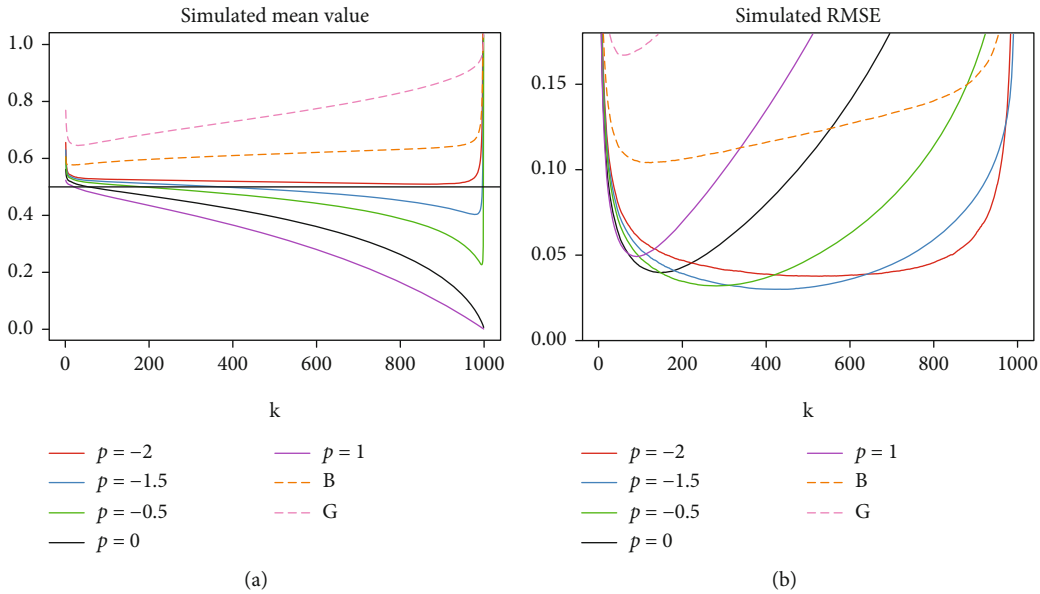 Simulated mean value
1.0
0.8
0.6
0.4
0.2
0.0
0 200 400 600 800 1000
k
p = −2
p = −1.5
p = −0.5
p = 0
p = 1
B
G
(a)
Simulated RMSE
0.15
0.10
0.05
0.00
0 200 400 600 800 1000
k
p = −2
p = −1.5
p = −0.5
p = 0
p = 1
B
G
(b)